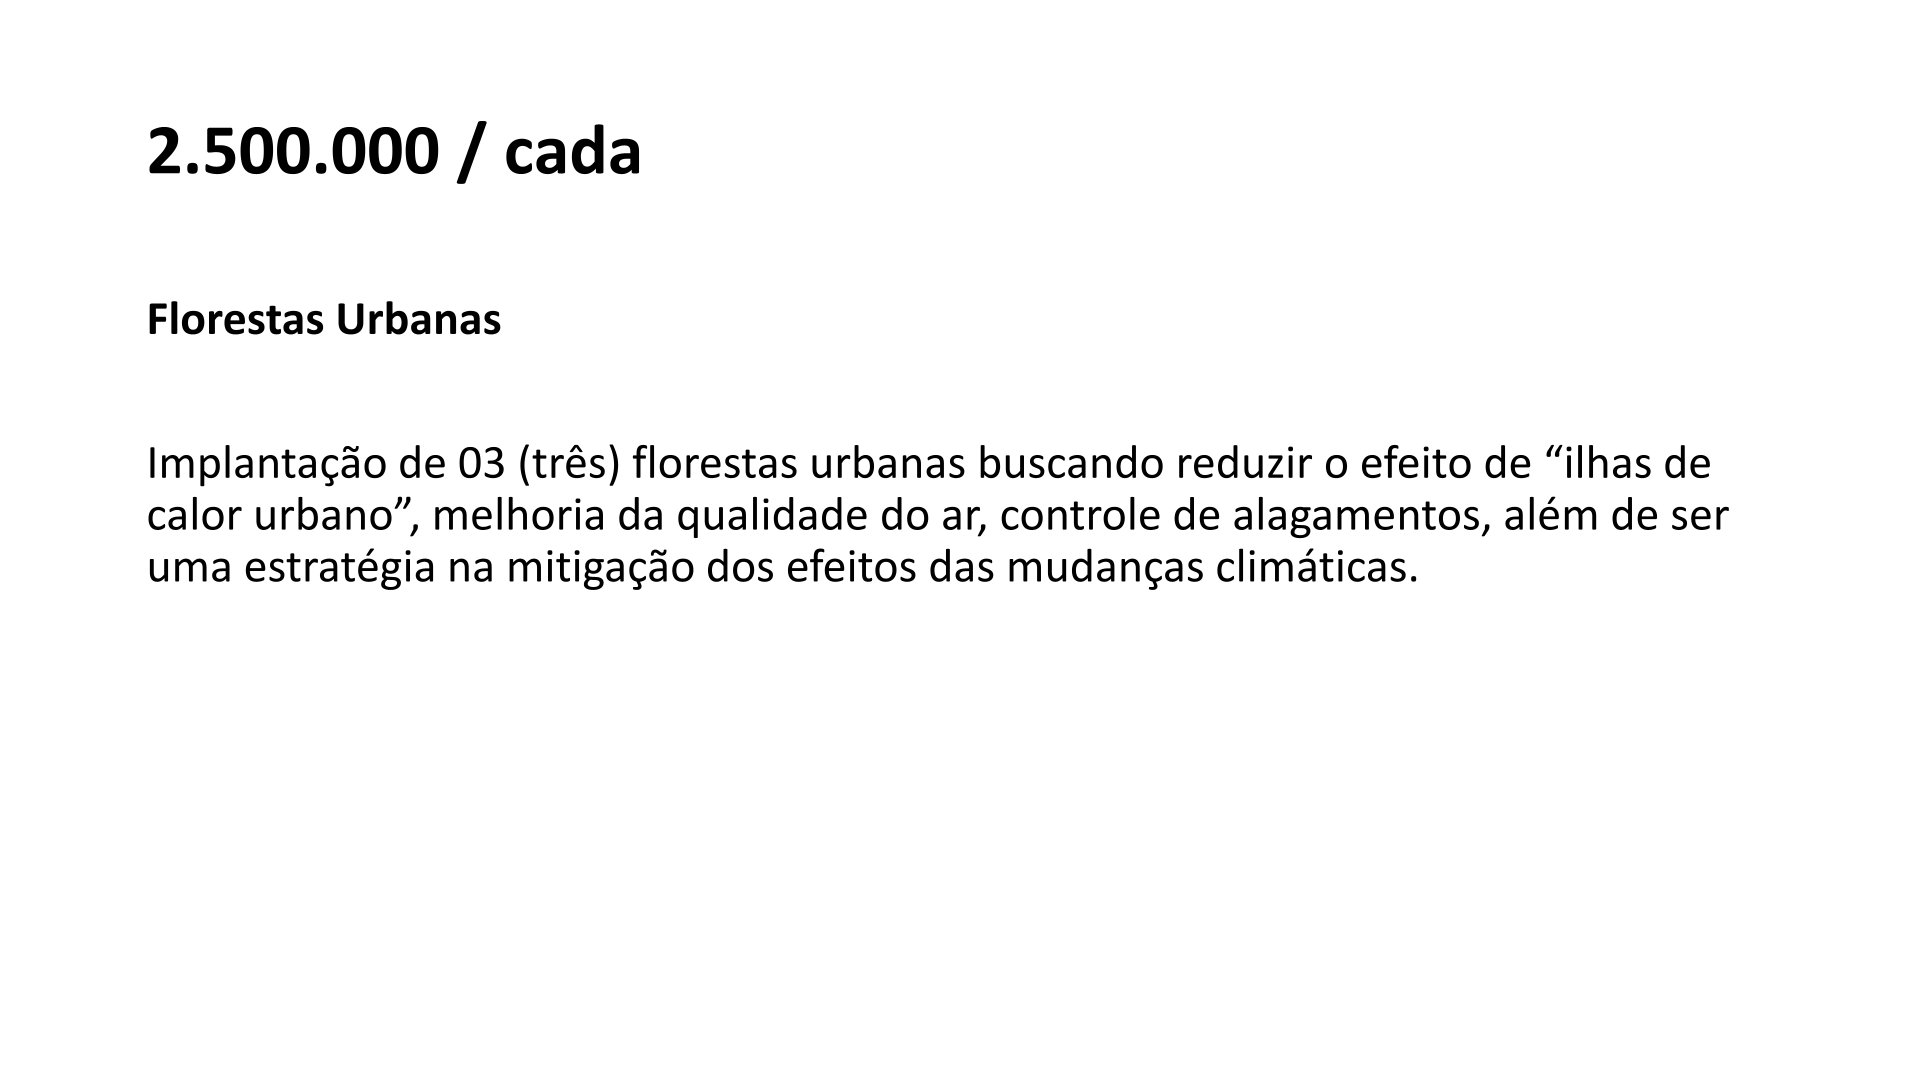 2.500.000 / cada
Florestas Urbanas
Implantação de 03 (três) florestas urbanas buscando reduzir o efeito de “ilhas de
calor urbano”, melhoria da qualidade do ar, controle de alagamentos, além de ser
uma estratégia na mitigação dos efeitos das mudanças climáticas.